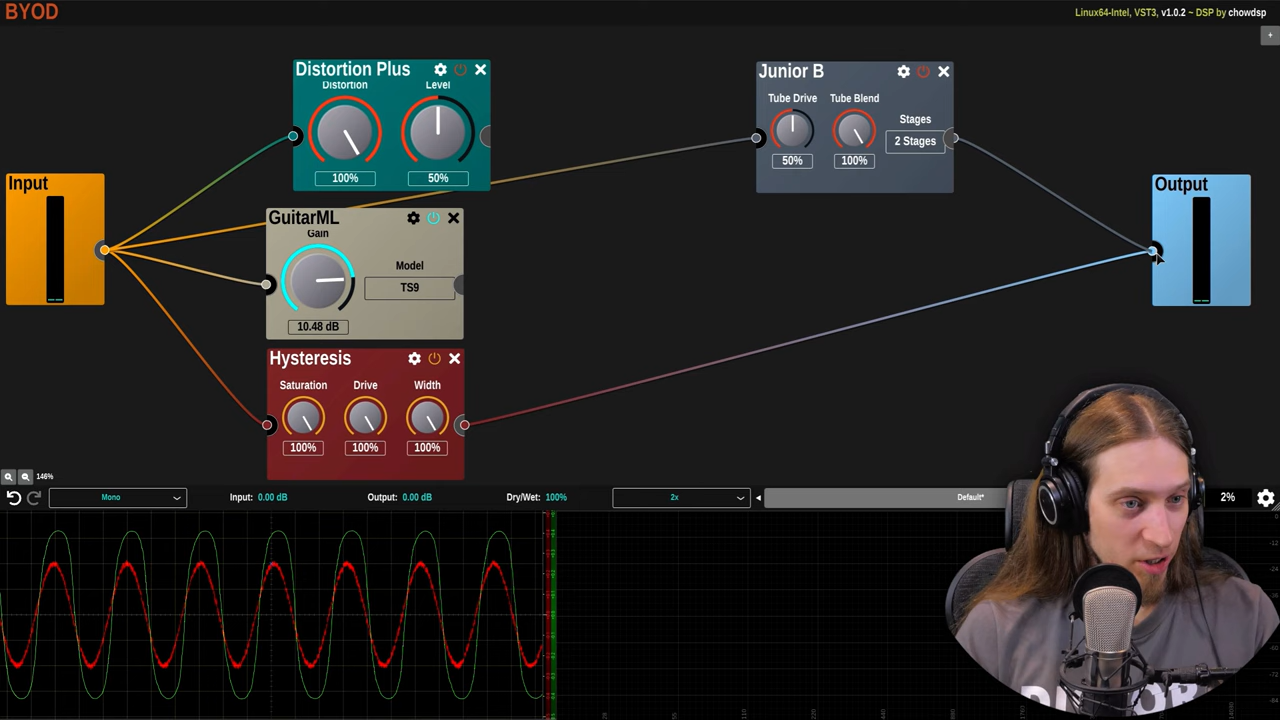 BYOD
Linux64-Intel, VST3, v1.0.2 ~ DSP by chowdsp
+
Distortion Plus
Distortion
Level
100%
50%
Junior B
Tube Drive
Tube Blend
Stages
2 Stages
50%
100%
Input
Output
GuitarML
Gain
Model
TS9
10.48 dB
Hysteresis
Saturation
Drive
Width
100%
100%
100%
146%
Mono
Input: 0.00 dB
Output: 0.00 dB
Dry/Wet: 100%
2x
Default*
2%